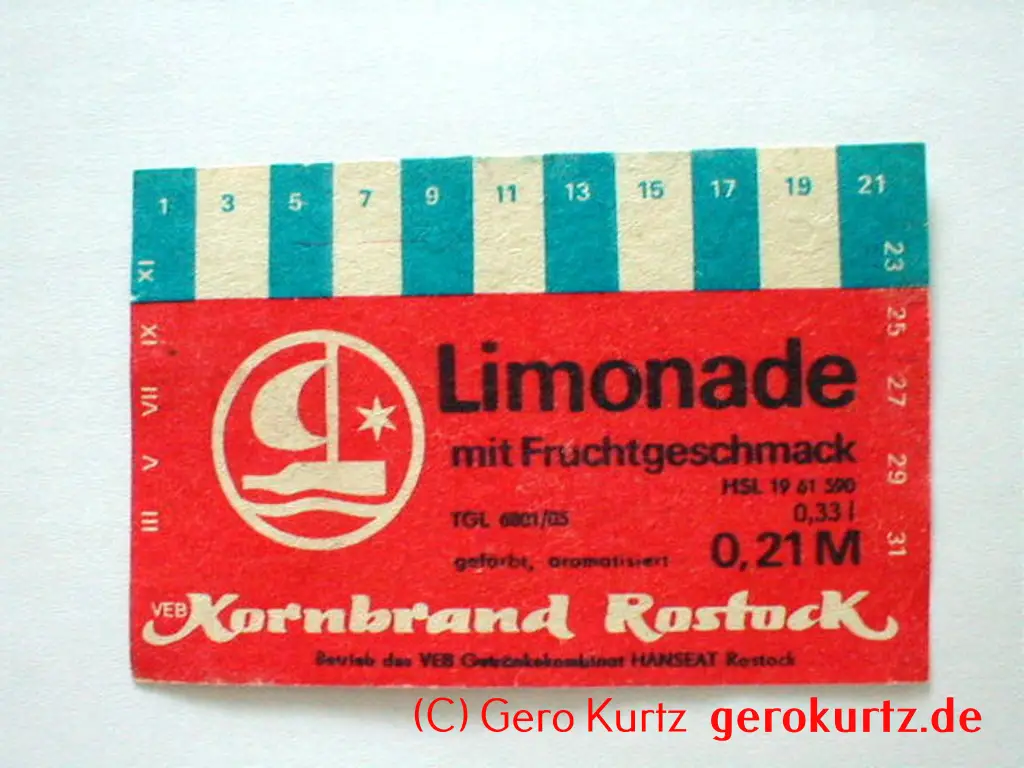 1 3 5 7 9 11 13 15 17 19 21
23
25
27
29
31
XI
IX
VII
V
III
Limonade
mit Fruchtgeschmack
HSL 19 61 590
TGL 6801/05 0,33 l
gefärbt, aromatisiert 0,21 M
VEB Kornbrand Rostock
Betrieb des VEB Getränkekombinat HANSEAT Rostock
(C) Gero Kurtz gerokurtz.de